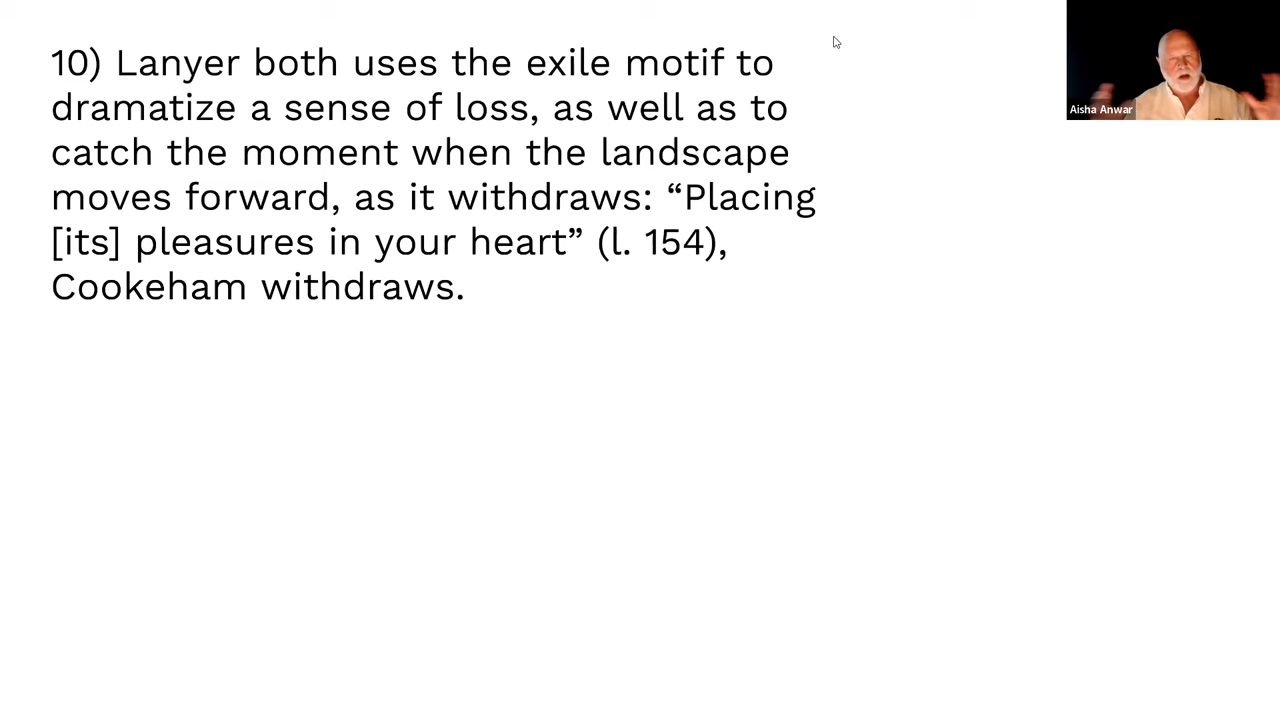 10) Lanyer both uses the exile motif to
dramatize a sense of loss, as well as to
catch the moment when the landscape
moves forward, as it withdraws: “Placing
[its] pleasures in your heart” (l. 154),
Cookeham withdraws.
Aisha Anwar